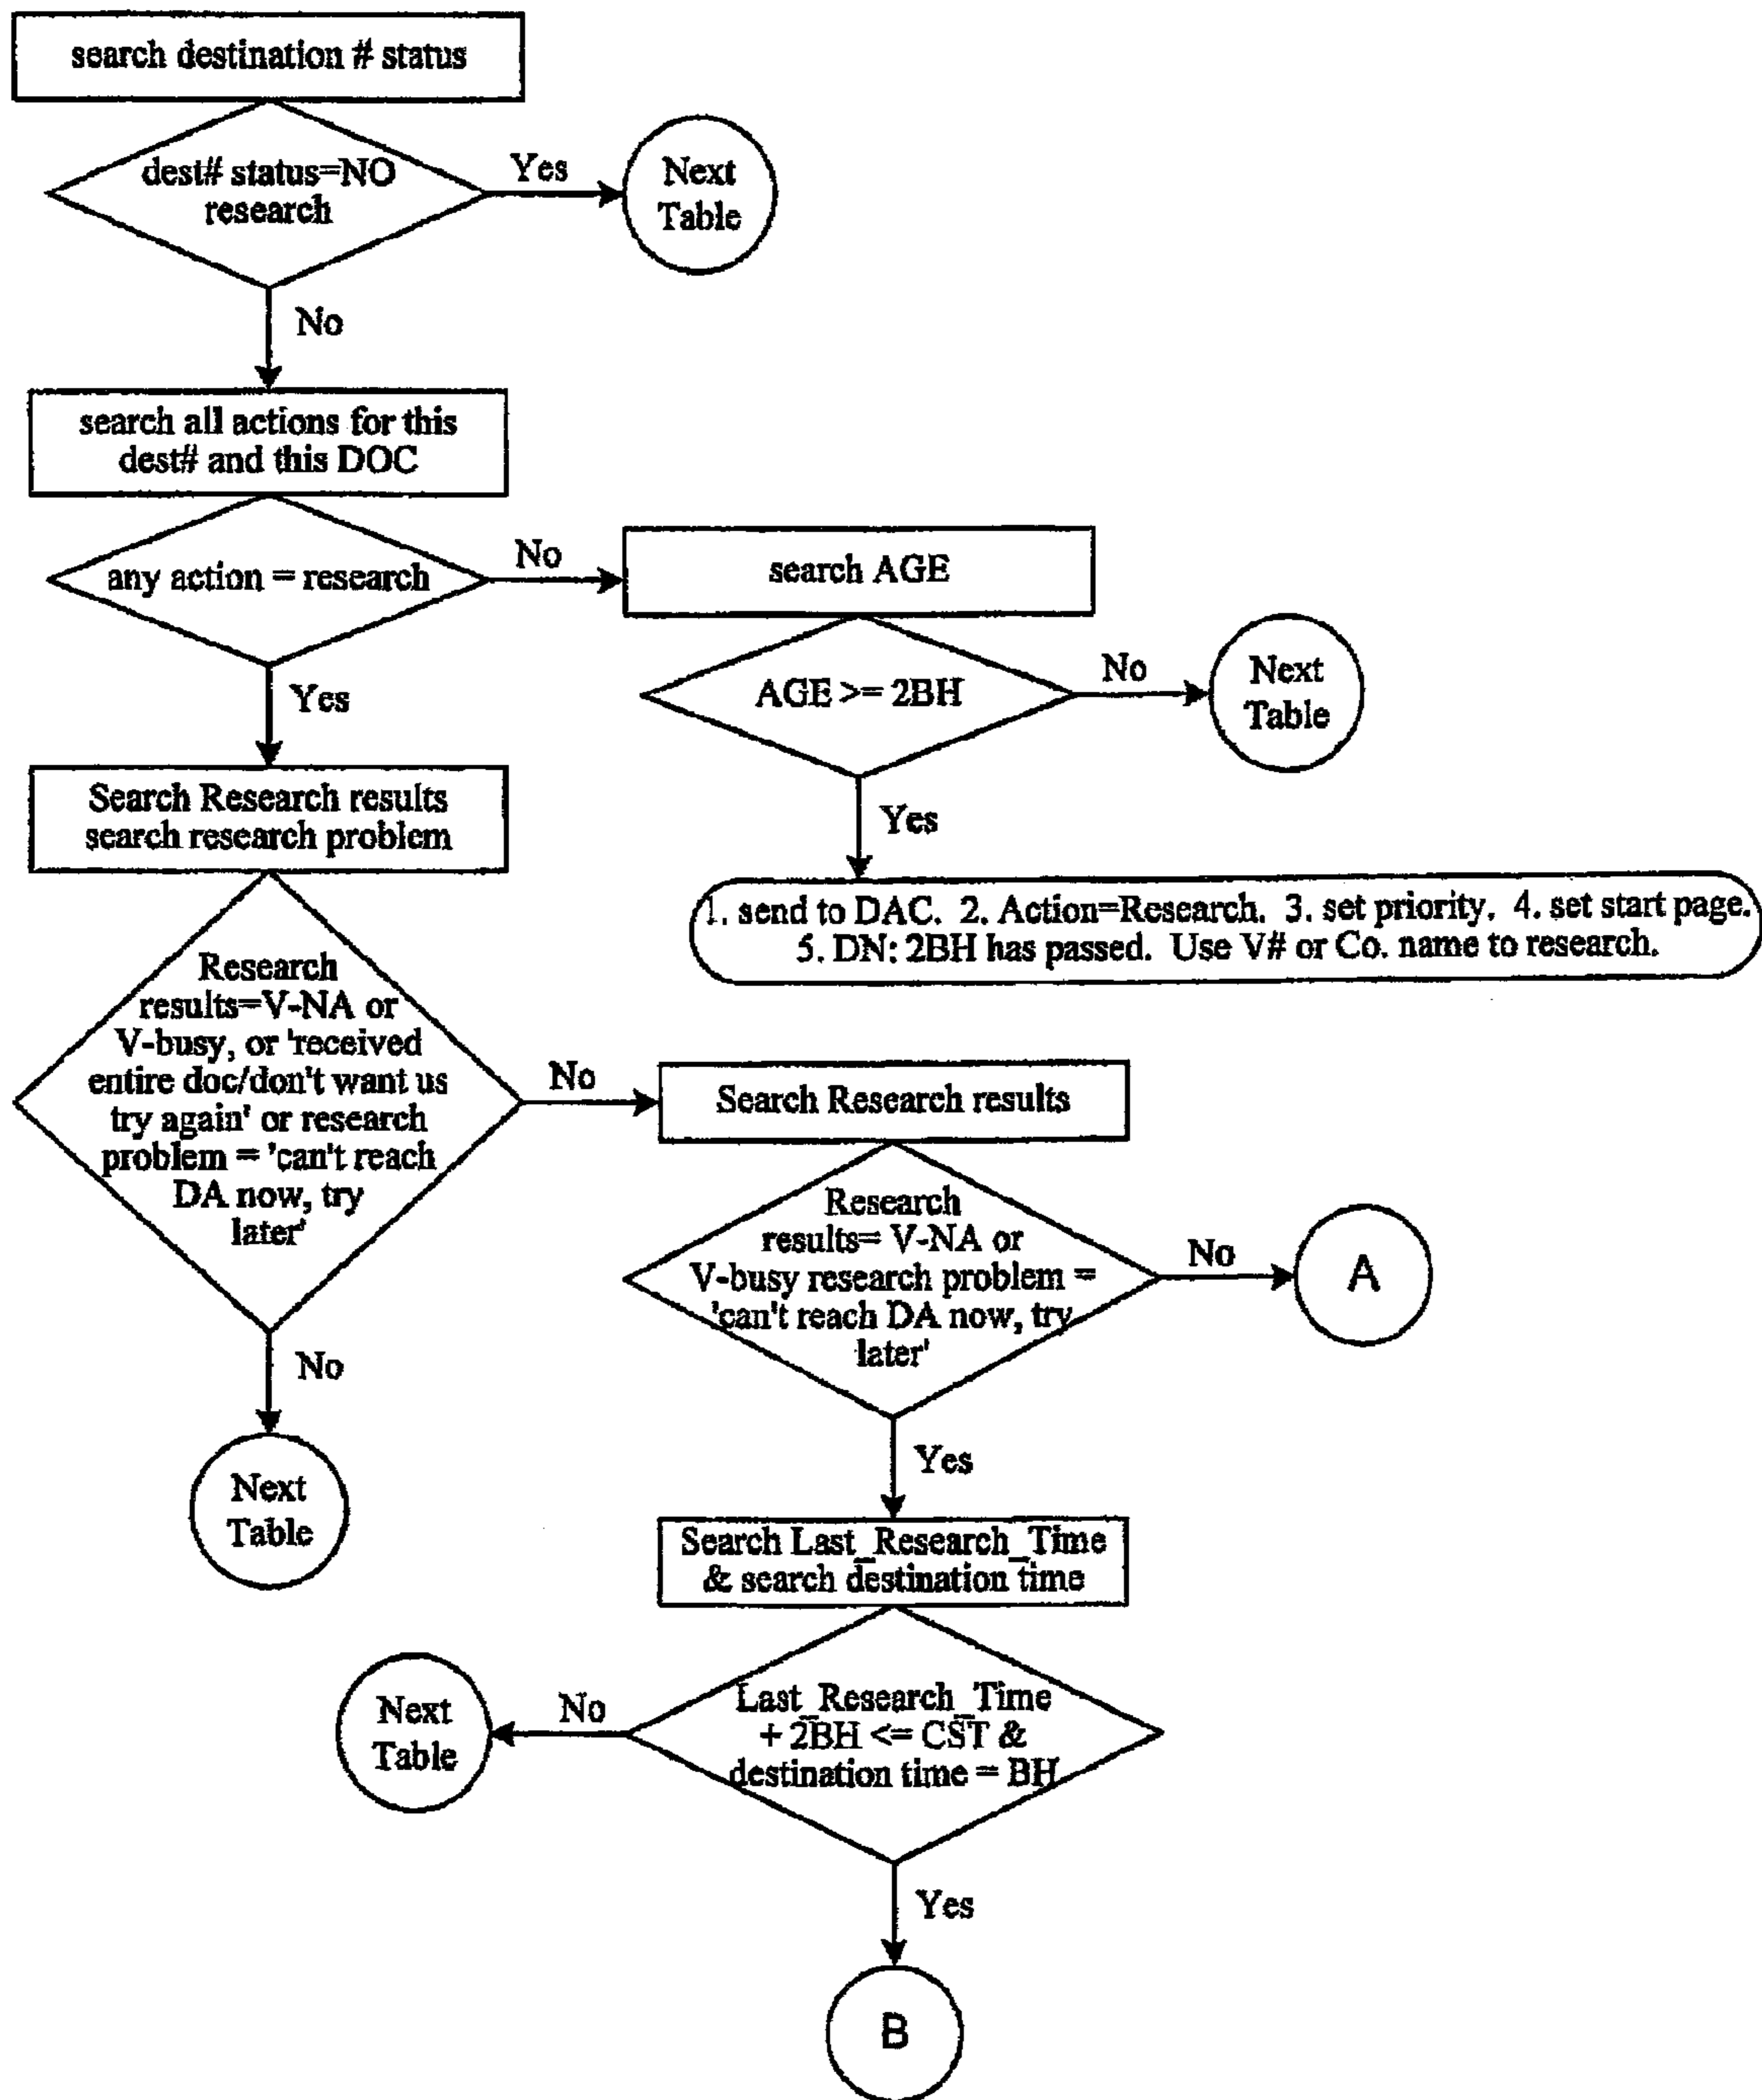 search destination # status
dest# status=NO
research
Yes
Next
Table
No
search all actions for this
dest# and this DOC
any action = research
No
search AGE
AGE >= 2BH
No
Next
Table
Yes
Yes
1. send to DAC. 2. Action=Research. 3. set priority. 4. set start page.
5. DN: 2BH has passed. Use V# or Co. name to research.
Search Research results
search research problem
Research
results=V-NA or
V-busy, or 'received
entire doc/don't want us
try again' or research
problem = 'can't reach
DA now, try
later'
No
Search Research results
No
Next
Table
Research
results= V-NA or
V-busy research problem =
'can't reach DA now, try
later'
No
A
Yes
Search Last_Research_Time
& search destination time
Last_Research_Time
+ 2BH <= CST &
destination time = BH
No
Next
Table
Yes
B